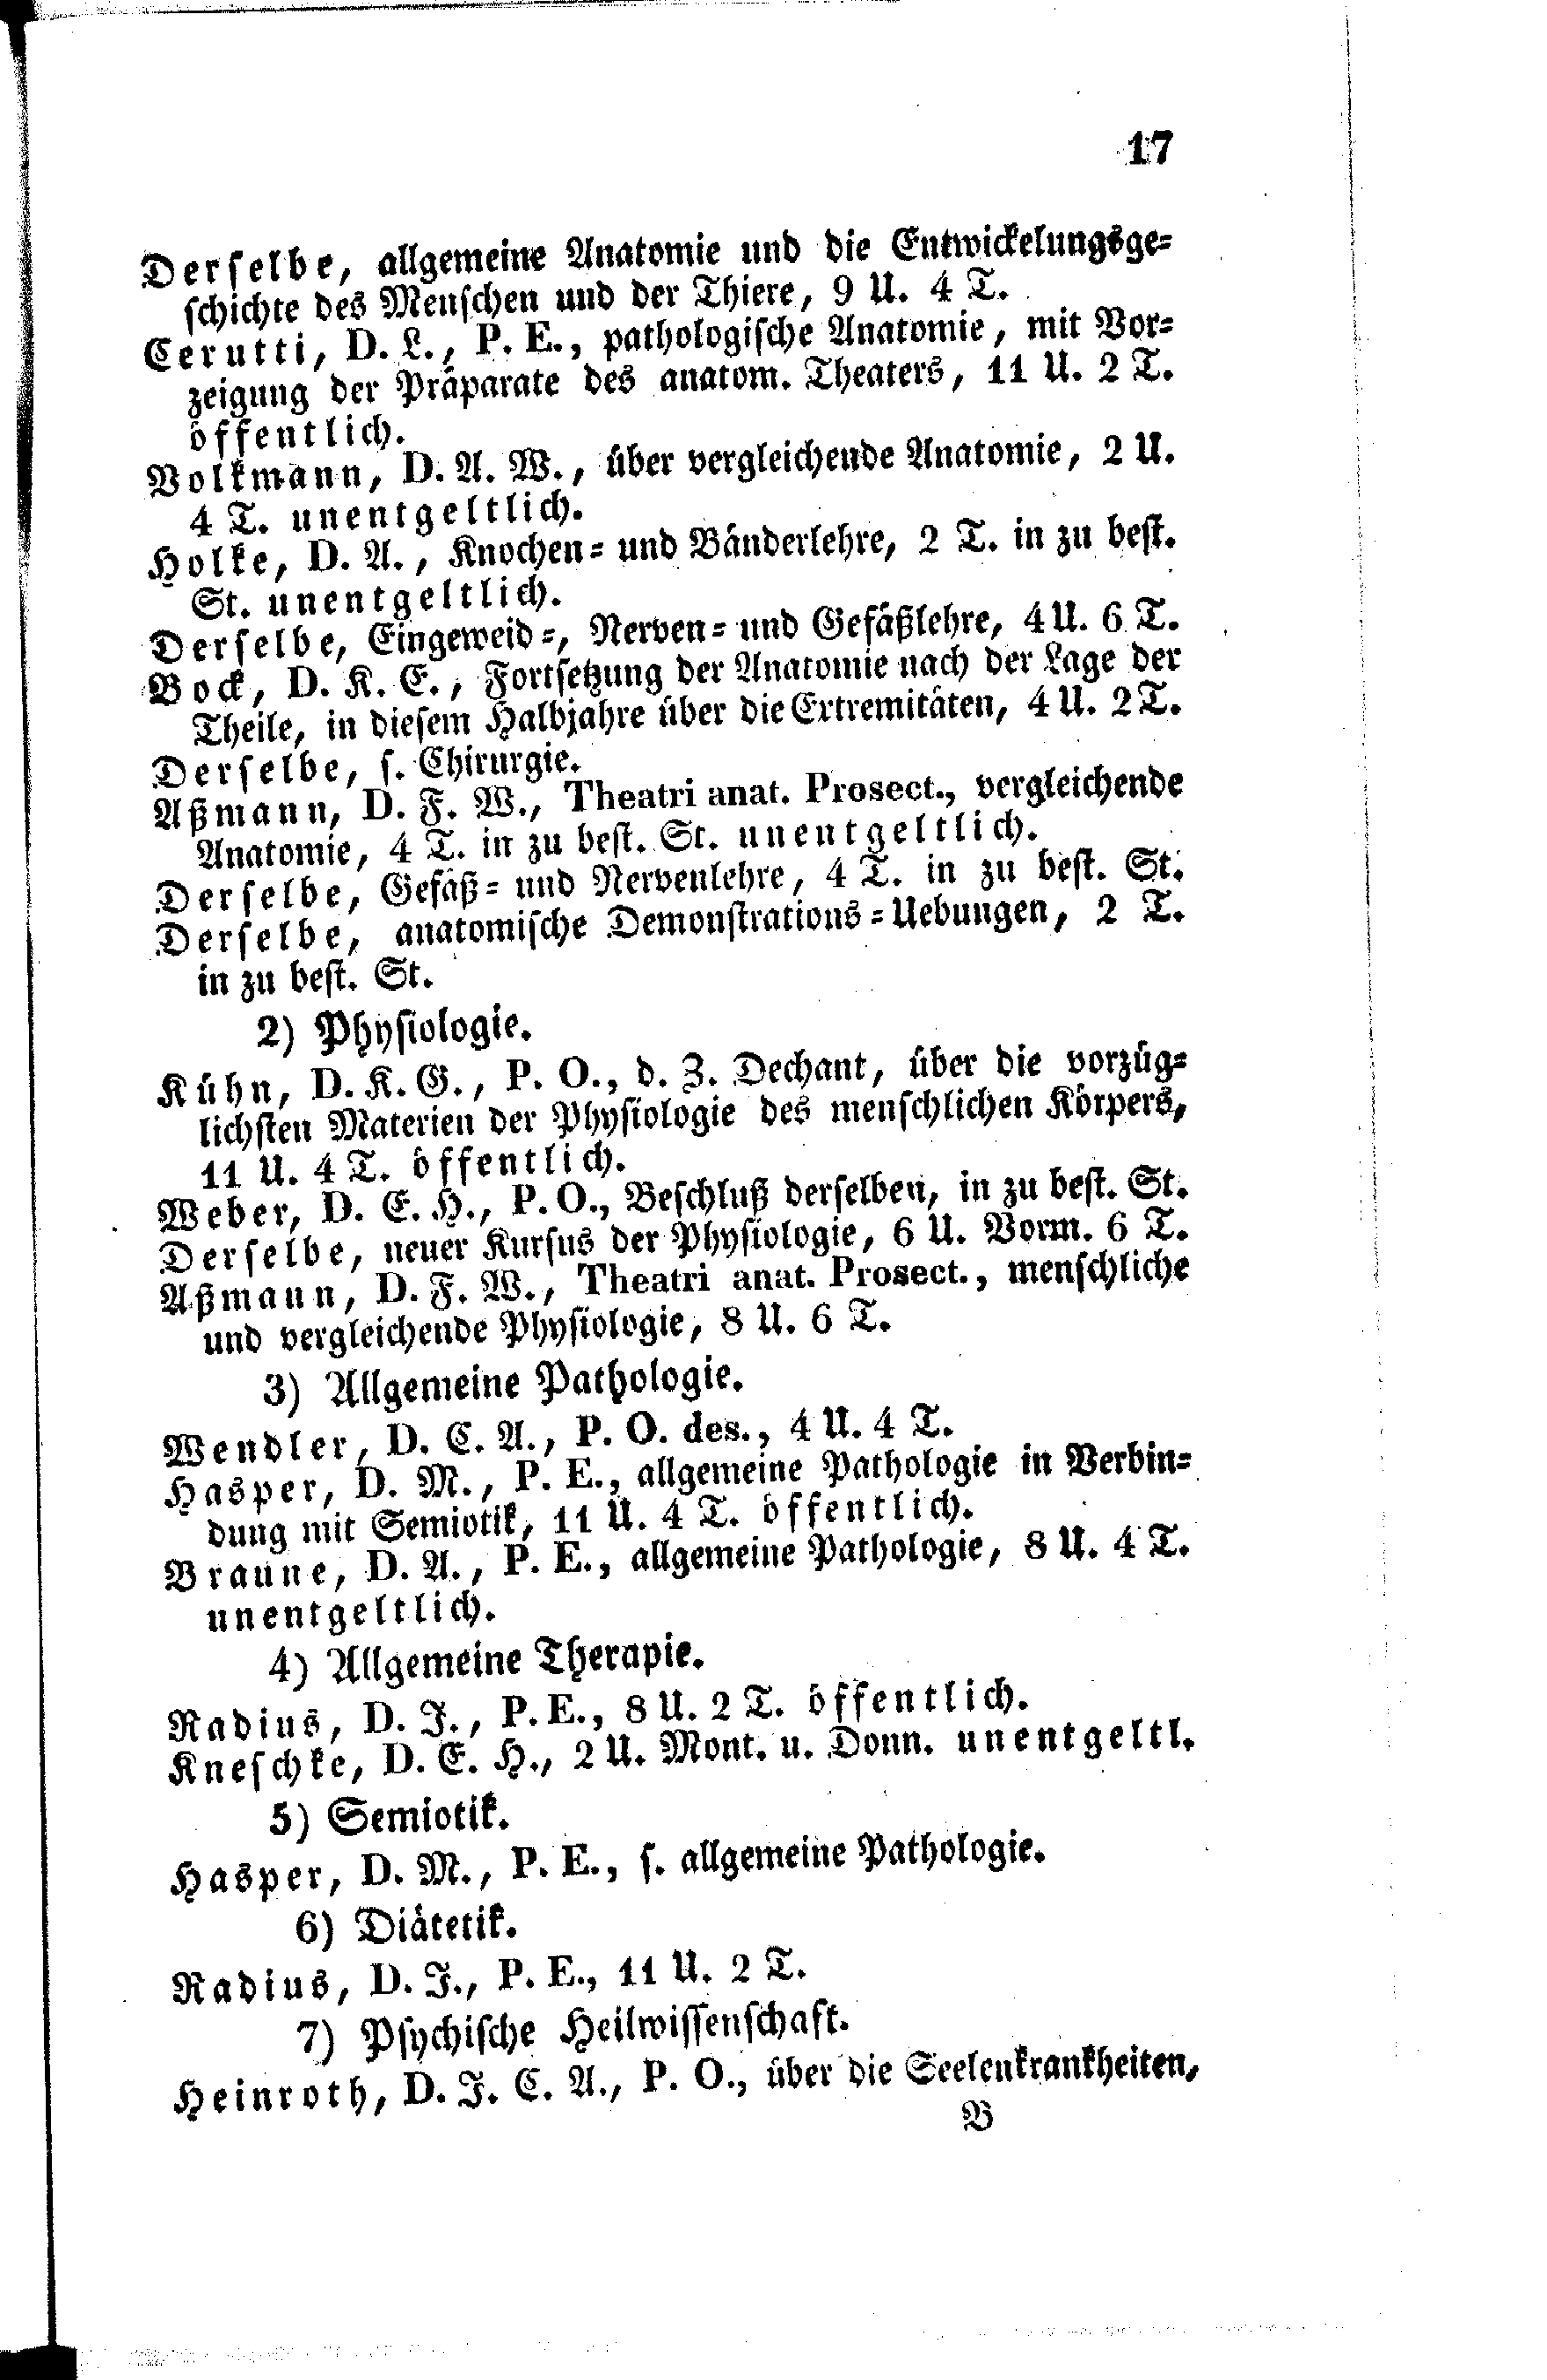 17
Derselbe, allgemeine Anatomie und die Entwickelungsge-
schichte des Menschen und der Thiere, 9 U. 4 T.
Cerutti, D. L., P. E., pathologische Anatomie, mit Vor-
zeigung der Präparate des anatom. Theaters, 11 U. 2 T.
öffentlich.
Volkmann, D. A. W., über vergleichende Anatomie, 2 U.
4 T. unentgeltlich.
Holke, D. A., Knochen- und Bänderlehre, 2 T. in zu best.
St. unentgeltlich.
Derselbe, Eingeweid-, Nerven- und Gefäßlehre, 4 U. 6 T.
Bock, D. K. E., Fortsetzung der Anatomie nach der Lage der
Theile, in diesem Halbjahre über die Extremitäten, 4 U. 2 T.
Derselbe, s. Chirurgie.
Aßmann, D. F. W., Theatri anat. Prosect., vergleichende
Anatomie, 4 T. in zu best. St. unentgeltlich.
Derselbe, Gefäß- und Nervenlehre, 4 T. in zu best. St.
Derselbe, anatomische Demonstrations-Uebungen, 2 T.
in zu best. St.
2) Physiologie.
Kühn, D. K. G., P. O., d. Z. Dechant, über die vorzüg-
lichsten Materien der Physiologie des menschlichen Körpers,
11 U. 4 T. öffentlich.
Weber, D. E. H., P. O., Beschluß derselben, in zu best. St.
Derselbe, neuer Kursus der Physiologie, 6 U. Vorm. 6 T.
Aßmann, D. F. W., Theatri anat. Prosect., menschliche
und vergleichende Physiologie, 8 U. 6 T.
3) Allgemeine Pathologie.
Wendler, D. C. A., P. O. des., 4 U. 4 T.
Hasper, D. M., P. E., allgemeine Pathologie in Verbin-
dung mit Semiotik, 11 U. 4 T. öffentlich.
Braune, D. A., P. E., allgemeine Pathologie, 8 U. 4 T.
unentgeltlich.
4) Allgemeine Therapie.
Radius, D. J., P. E., 8 U. 2 T. öffentlich.
Kneschke, D. E. H., 2 U. Mont. u. Donn. unentgeltl.
5) Semiotik.
Hasper, D. M., P. E., s. allgemeine Pathologie.
6) Diätetik.
Radius, D. J., P. E., 11 U. 2 T.
7) Psychische Heilwissenschaft.
Heinroth, D. J. C. A., P. O., über die Seelenkrankheiten,
B